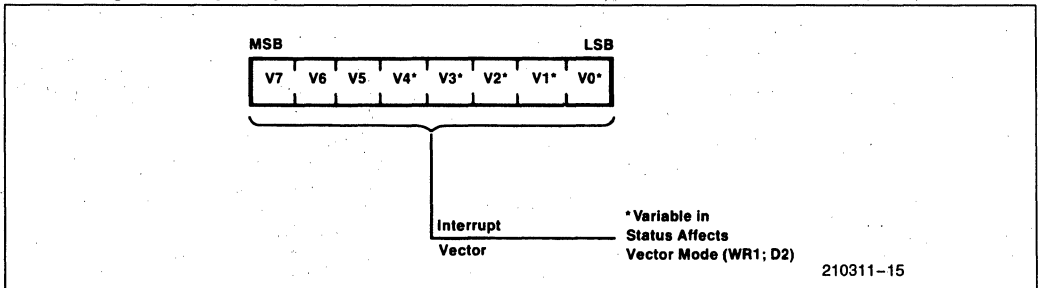 MSB LSB
V7 V6 V5 V4* V3* V2* V1* V0*
Interrupt
Vector
*Variable in
Status Affects
Vector Mode (WR1; D2)
210311-15